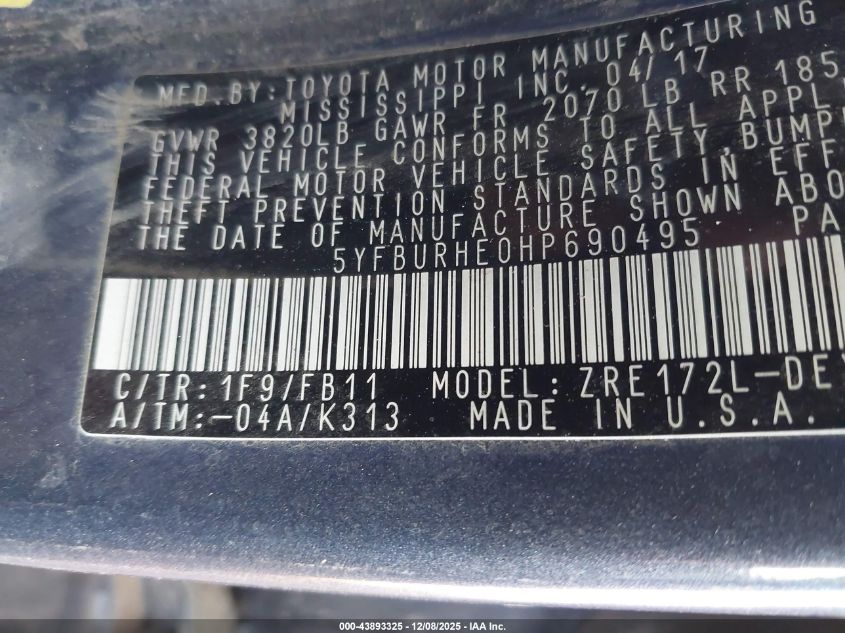 MFD.BY:TOYOTA MOTOR MANUFACTURING
MISSISSIPPI INC. 04/17
GVWR 3820LB GAWR FR 2070LB RR 185
THIS VEHICLE CONFORMS TO ALL APPL
FEDERAL MOTOR VEHICLE SAFETY,BUMP
THEFT PREVENTION STANDARDS IN EFF
THE DATE OF MANUFACTURE SHOWN ABO
5YFBURHE0HP690495 PA
C/TR:1F9/FB11 MODEL:ZRE172L-DE
A/TM:-04A/K313 MADE IN U.S.A.
000-43893325 | 12/08/2025 - IAA Inc.